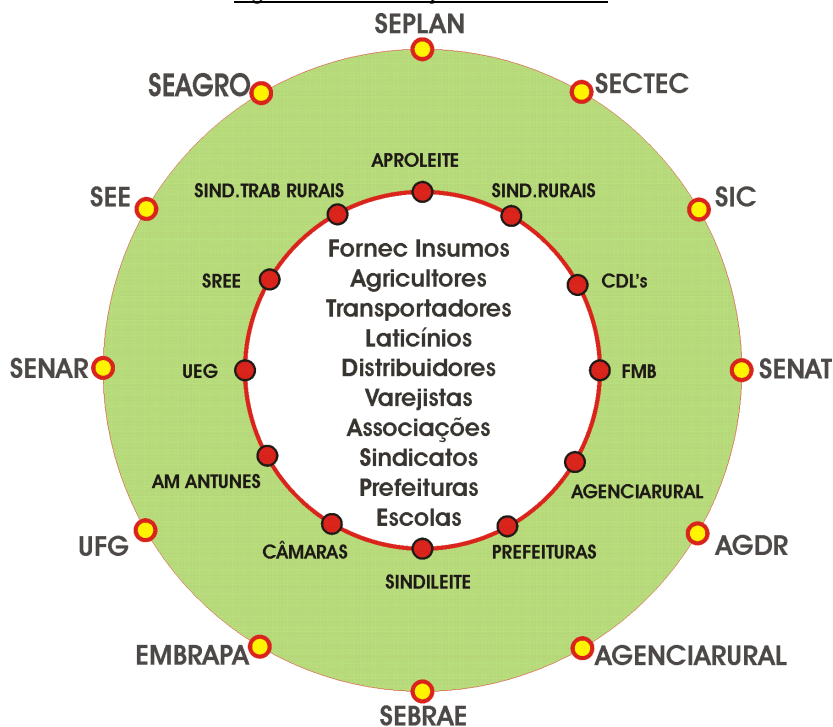 SEPLAN
SEAGRO
SECTEC
APROLEITE
SEE
SIND.TRAB RURAIS
SIND.RURAIS
SIC
Fornec Insumos
Agricultores
SREE
CDL's
Transportadores
Laticínios
SENAR
UEG
Distribuidores
FMB
SENAT
Varejistas
Associações
Sindicatos
AM ANTUNES
Prefeituras
AGENCIARURAL
Escolas
UFG
CÂMARAS
PREFEITURAS
AGDR
SINDILEITE
EMBRAPA
AGENCIARURAL
SEBRAE